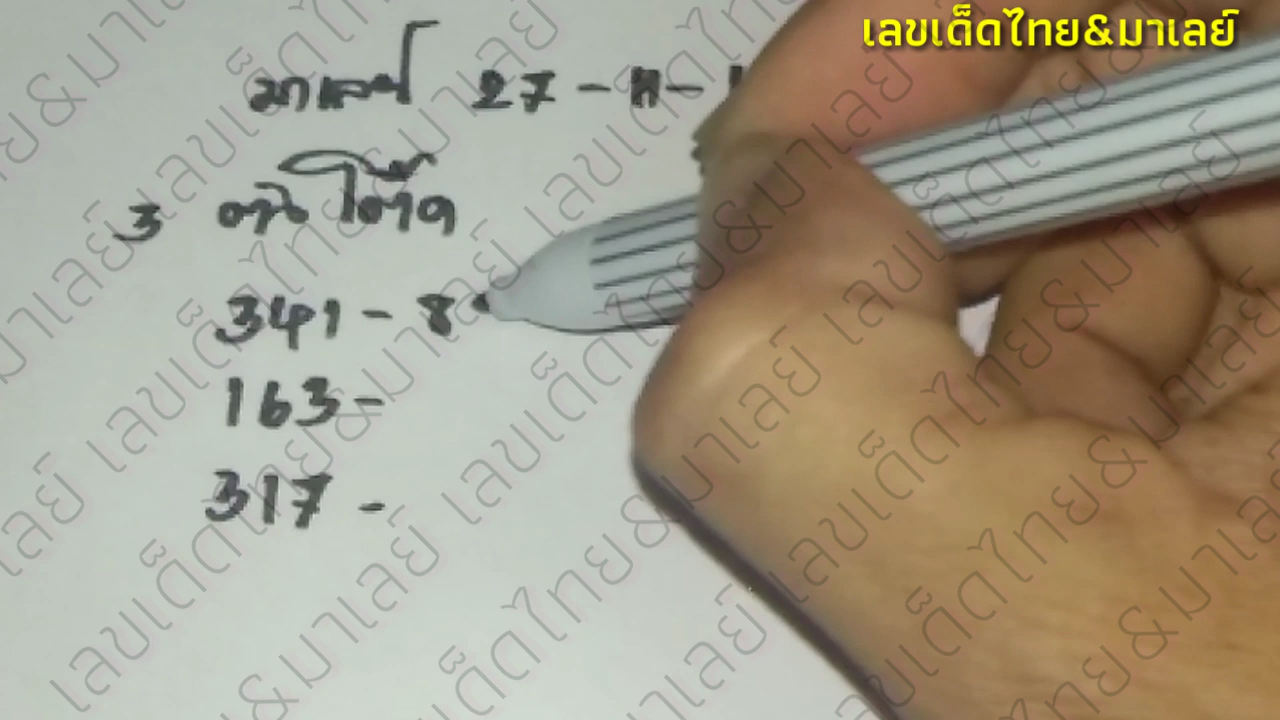 เลขเด็ดไทย&มาเลย์
มาเลย์ 27 - 11 -
3 ตัวโต๊ด
341 - 8
163 -
317 -